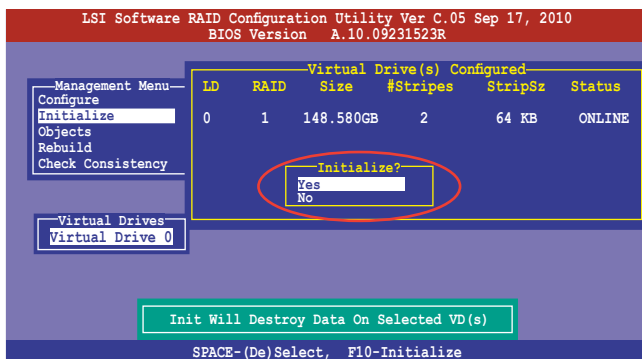 LSI Software RAID Configuration Utility Ver C.05 Sep 17, 2010
BIOS Version A.10.09231523R
Virtual Drive(s) Configured
LD RAID Size #Stripes StripSz Status
0 1 148.580GB 2 64 KB ONLINE
Management Menu
Configure
Initialize
Objects
Rebuild
Check Consistency
Initialize?
Yes
No
Virtual Drives
Virtual Drive 0
Init Will Destroy Data On Selected VD(s)
SPACE-(De)Select, F10-Initialize